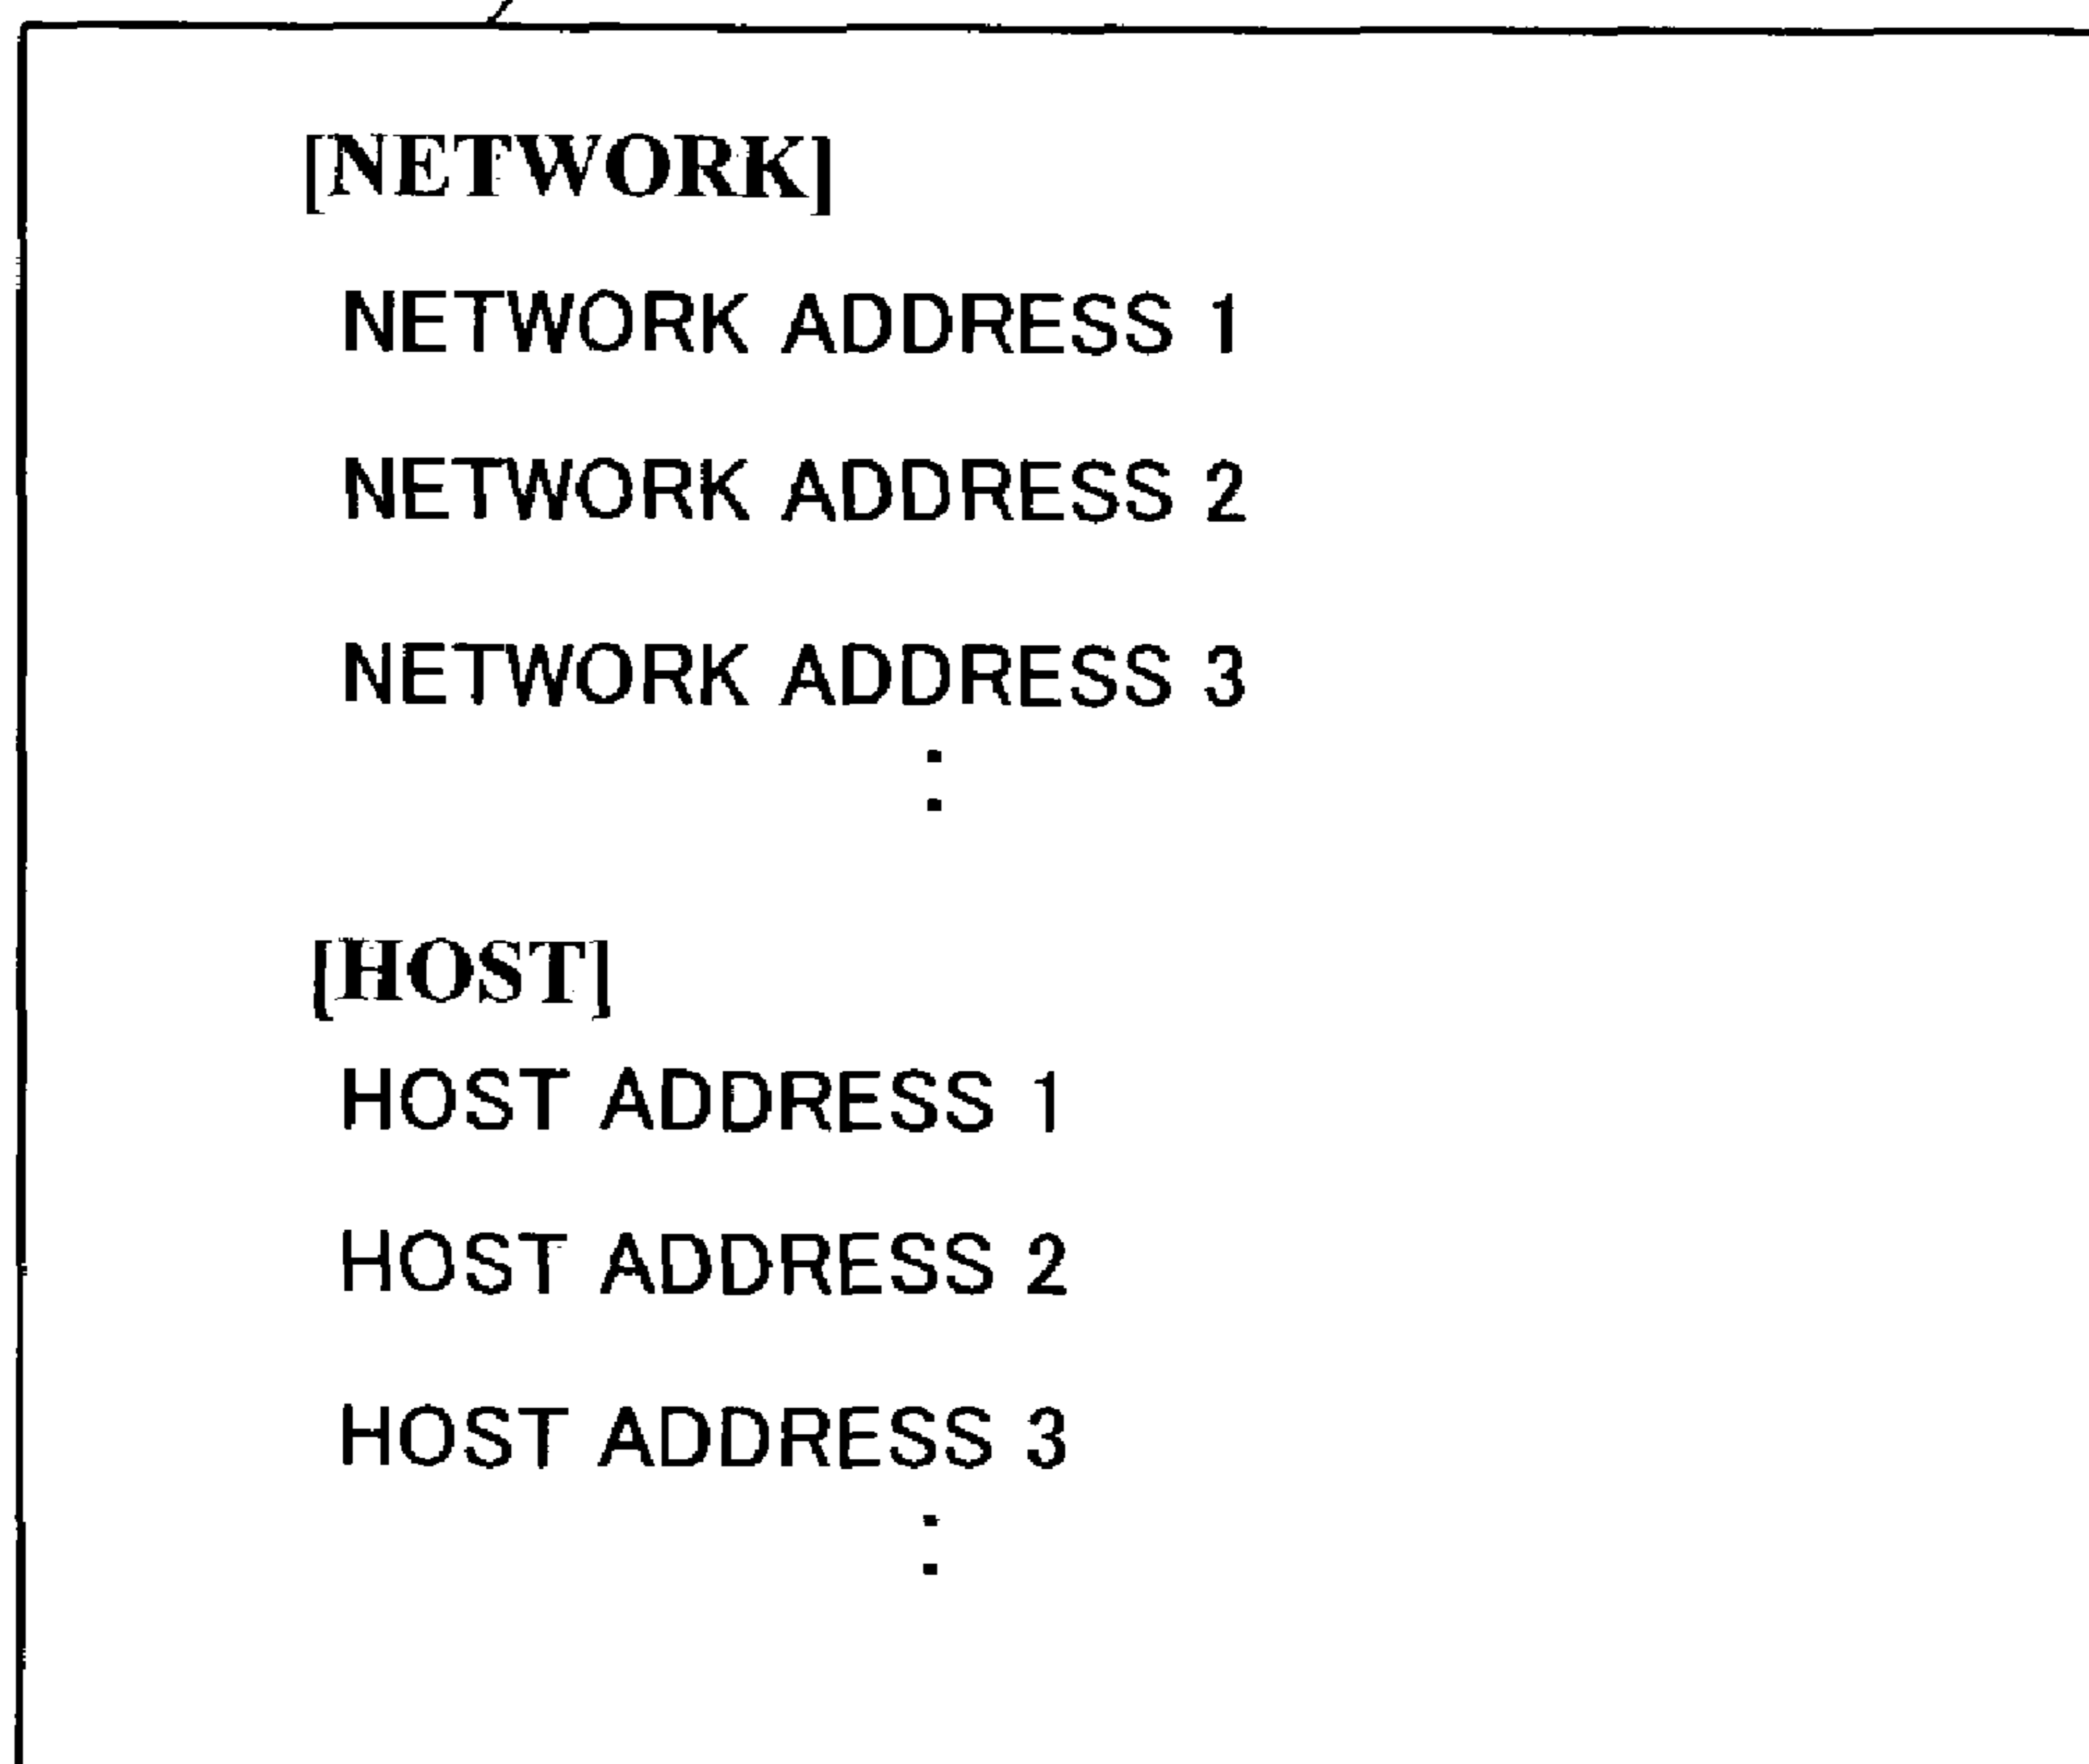 [NETWORK]
NETWORK ADDRESS 1
NETWORK ADDRESS 2
NETWORK ADDRESS 3
:
[HOST]
HOST ADDRESS 1
HOST ADDRESS 2
HOST ADDRESS 3
: